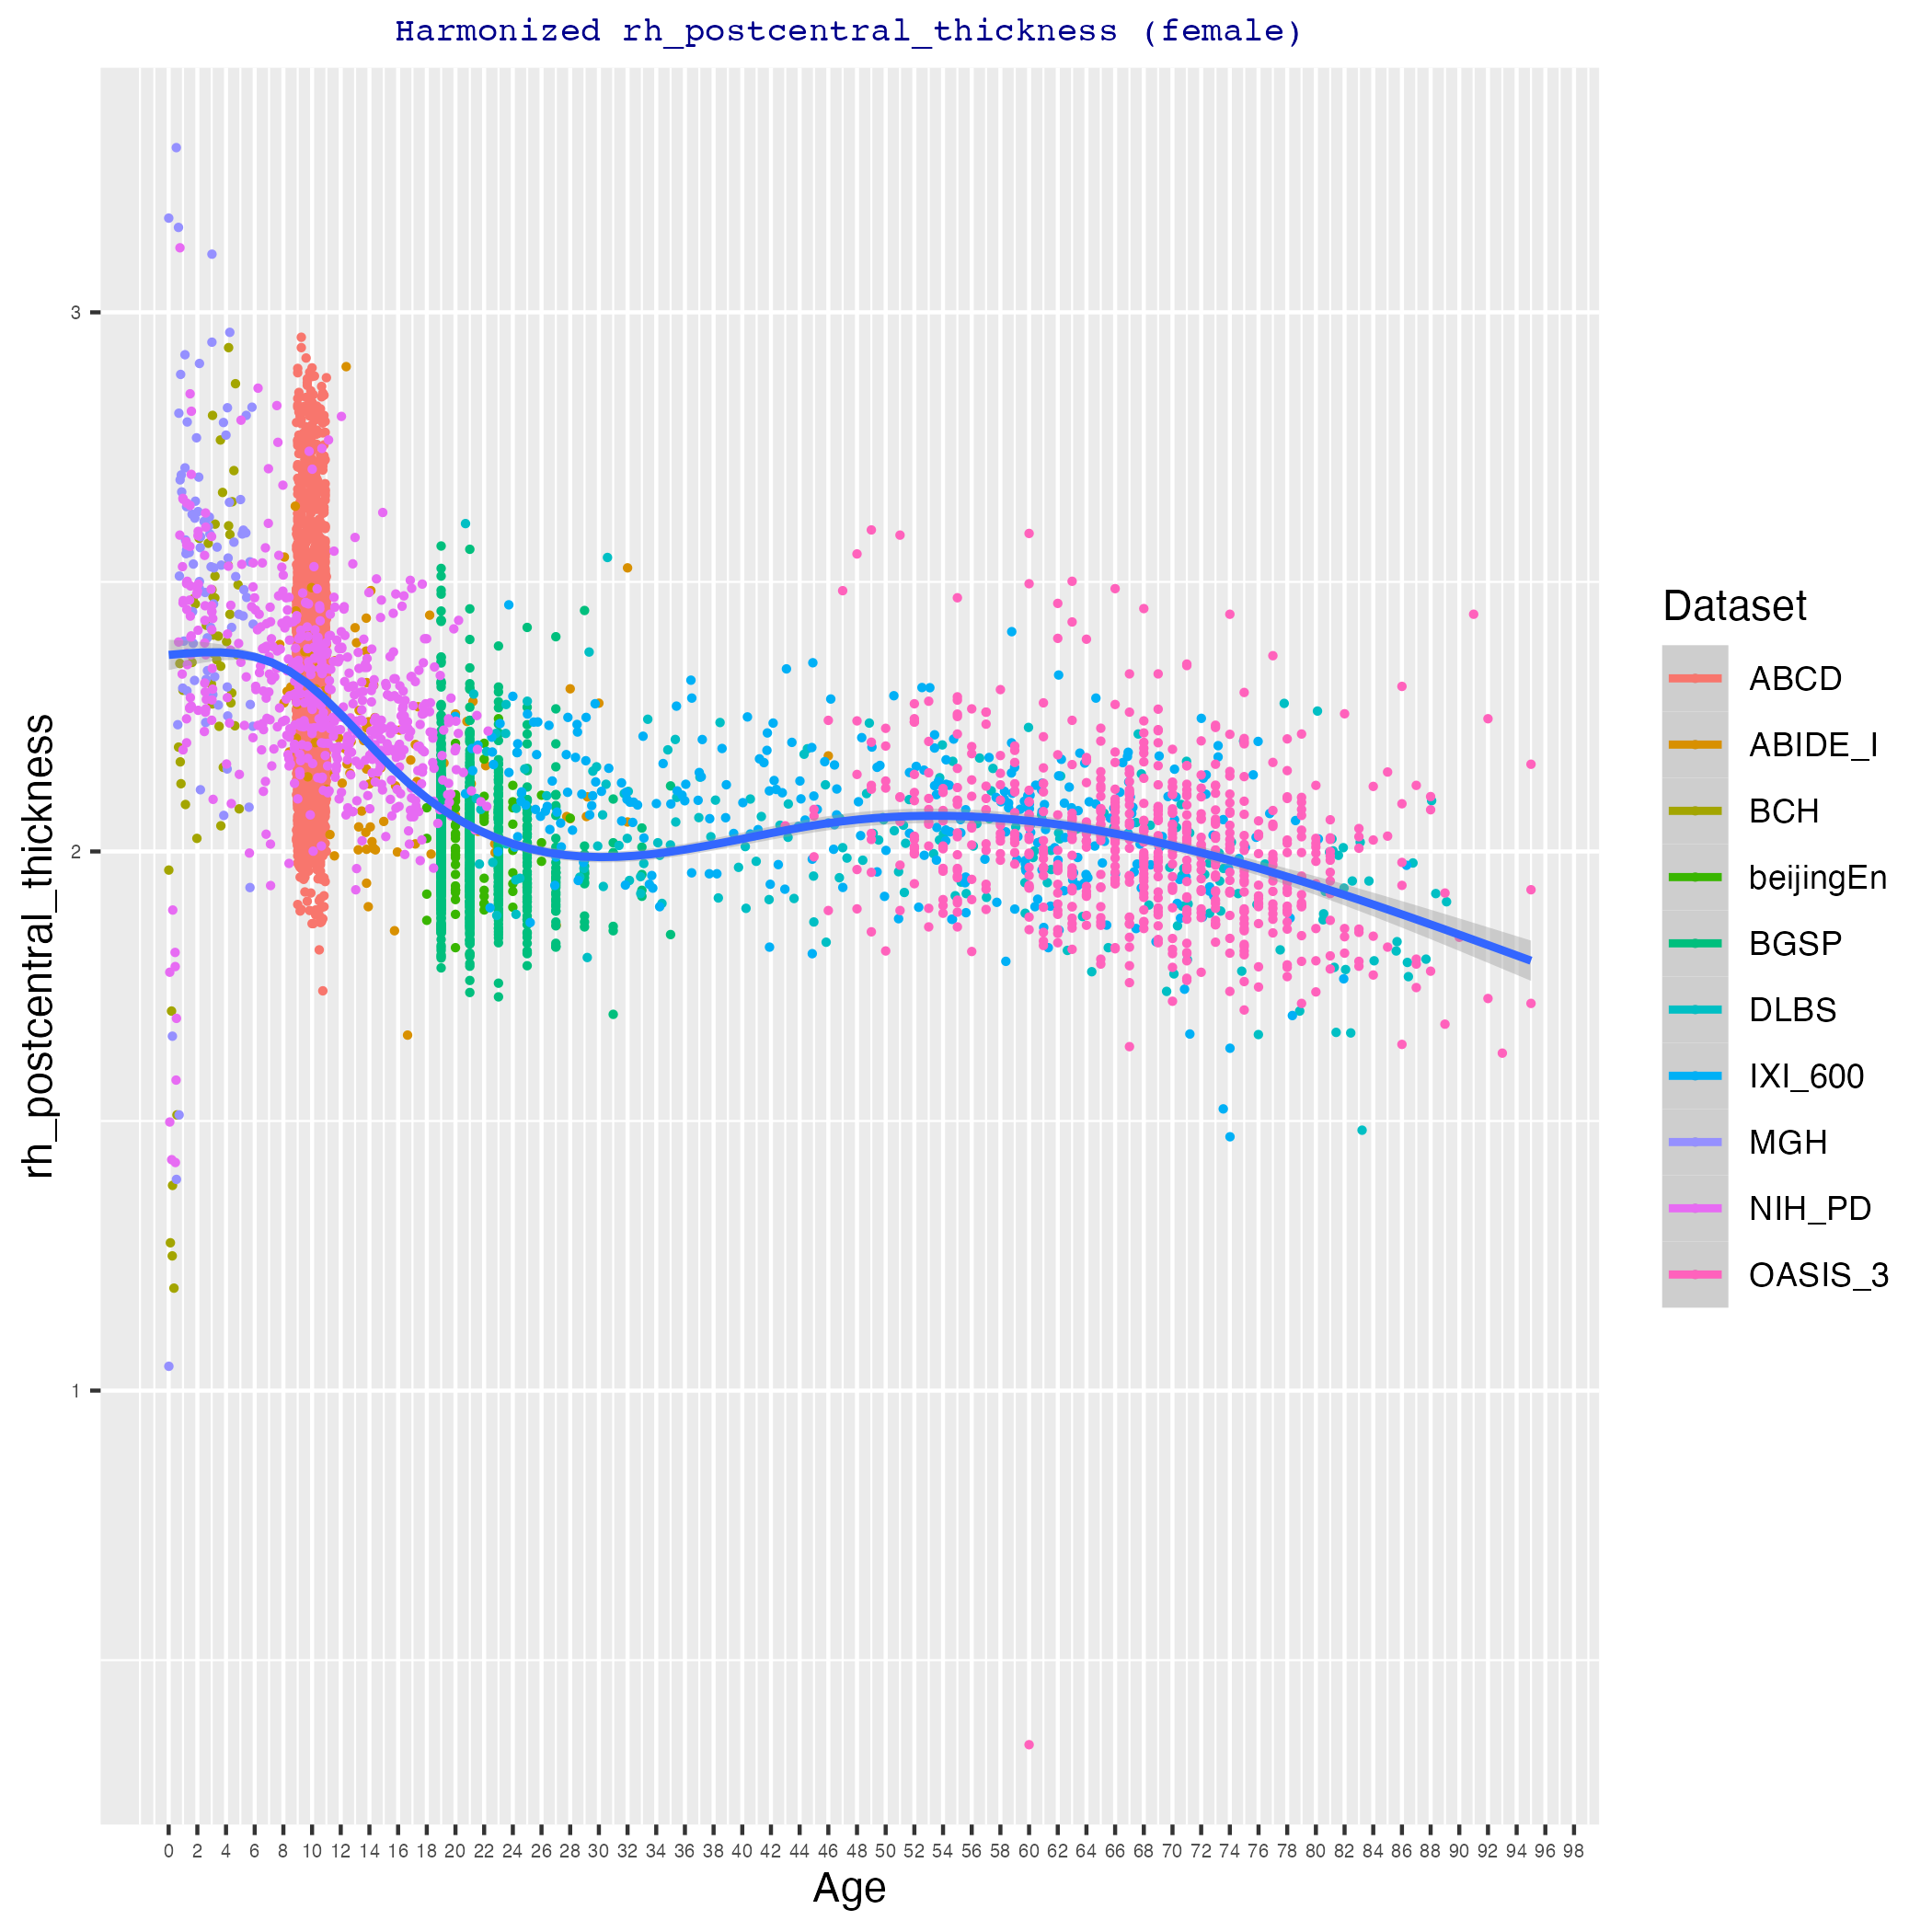 Harmonized rh_postcentral_thickness (female)
rh_postcentral_thickness
3
2
1
0 2 4 6 8 10 12 14 16 18 20 22 24 26 28 30 32 34 36 38 40 42 44 46 48 50 52 54 56 58 60 62 64 66 68 70 72 74 76 78 80 82 84 86 88 90 92 94 96 98
Age
Dataset
ABCD
ABIDE_I
BCH
beijingEn
BGSP
DLBS
IXI_600
MGH
NIH_PD
OASIS_3